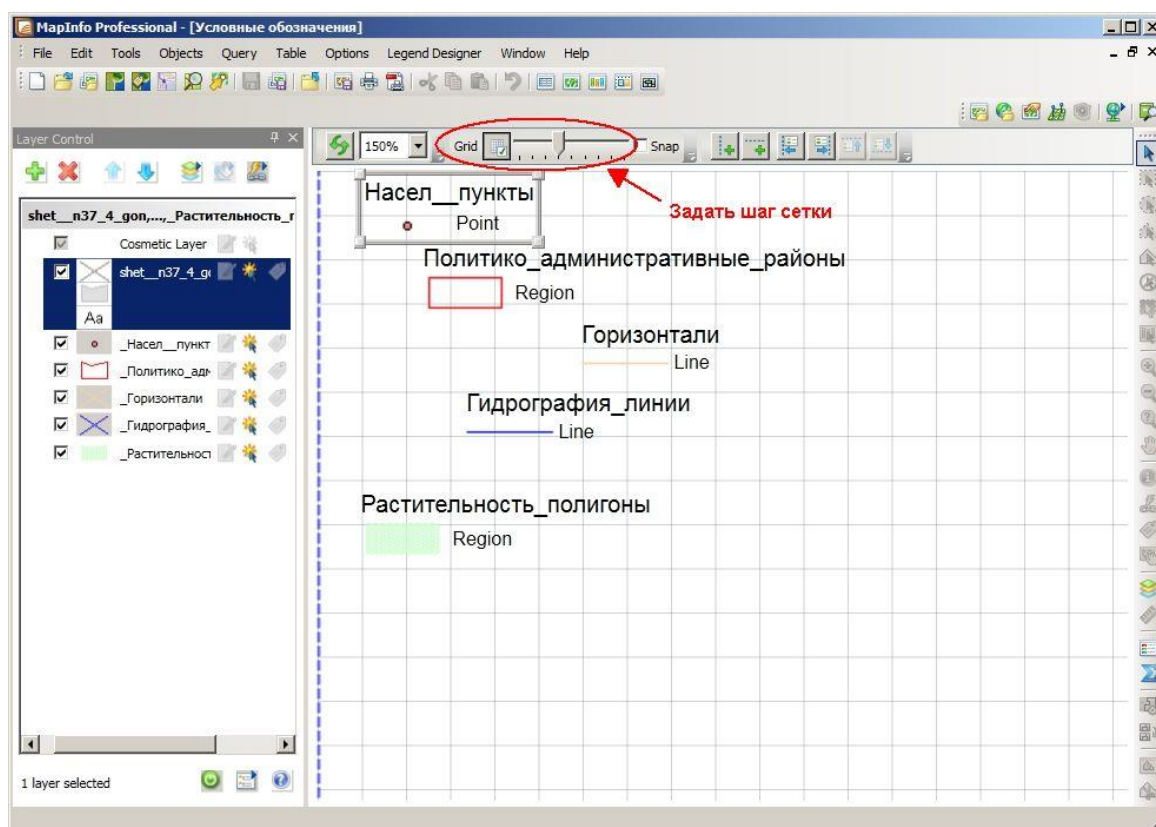 MapInfo Professional - [Условные обозначения]
File Edit Tools Objects Query Table Options Legend Designer Window Help
Layer Control
150%
Grid
Snap
Задать шаг сетки
shet__n37_4_gon,...,_Растительность_г
Cosmetic Layer
shet__n37_4_gı
Aa
_Насел__пункт
_Политико_адм
_Горизонтали
_Гидрография_
_Растительност
1 layer selected
Насел__пункты
Point
Политико_административные_районы
Region
Горизонтали
Line
Гидрография_линии
Line
Растительность_полигоны
Region